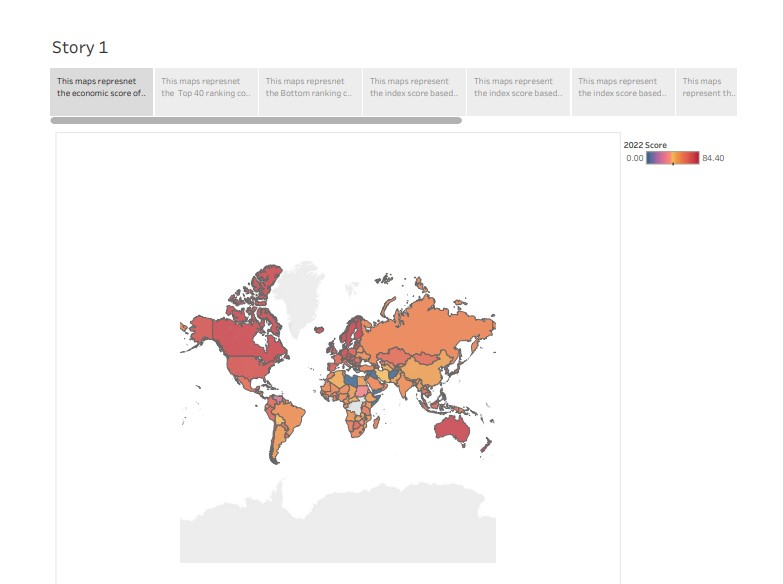 Story 1
This maps represnet
the economic score of..
This maps represnet
the Top 40 ranking co..
This maps represnet
the Bottom ranking c..
This maps represent
the index score based..
This maps represent
the index score based..
This maps represent
the index score based..
This maps
represent th..
2022 Score
0.00
84.40